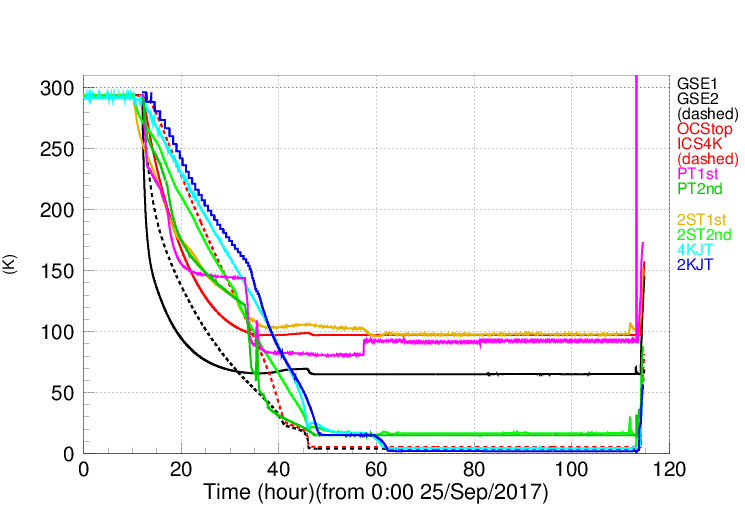 300
250
200
150
100
50
0
(K)
0 20 40 60 80 100 120
Time (hour)(from 0:00 25/Sep/2017)
GSE1
GSE2
(dashed)
OCStop
ICS4K
(dashed)
PT1st
PT2nd
2ST1st
2ST2nd
4KJT
2KJT